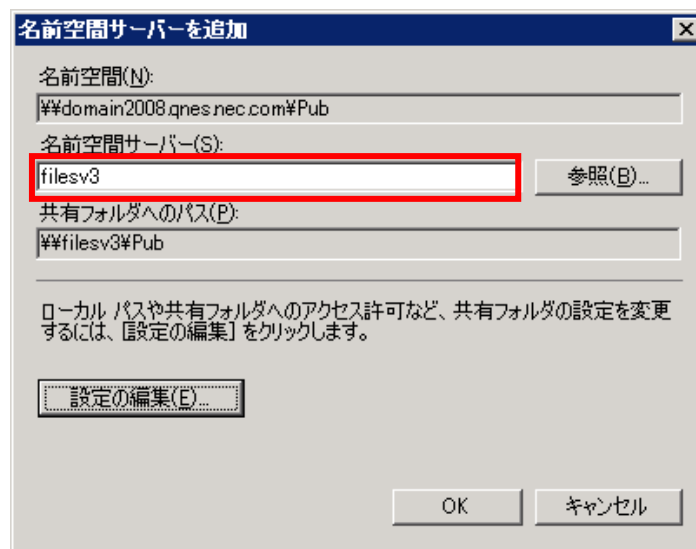 名前空間サーバーを追加
名前空間(N):
¥¥domain2008.qnes.nec.com¥Pub
名前空間サーバー(S):
filesv3
参照(B)...
共有フォルダへのパス(P):
¥¥filesv3¥Pub
ローカル パスや共有フォルダへのアクセス許可など、共有フォルダの設定を変更
するには、[設定の編集] をクリックします。
設定の編集(E)...
OK
キャンセル